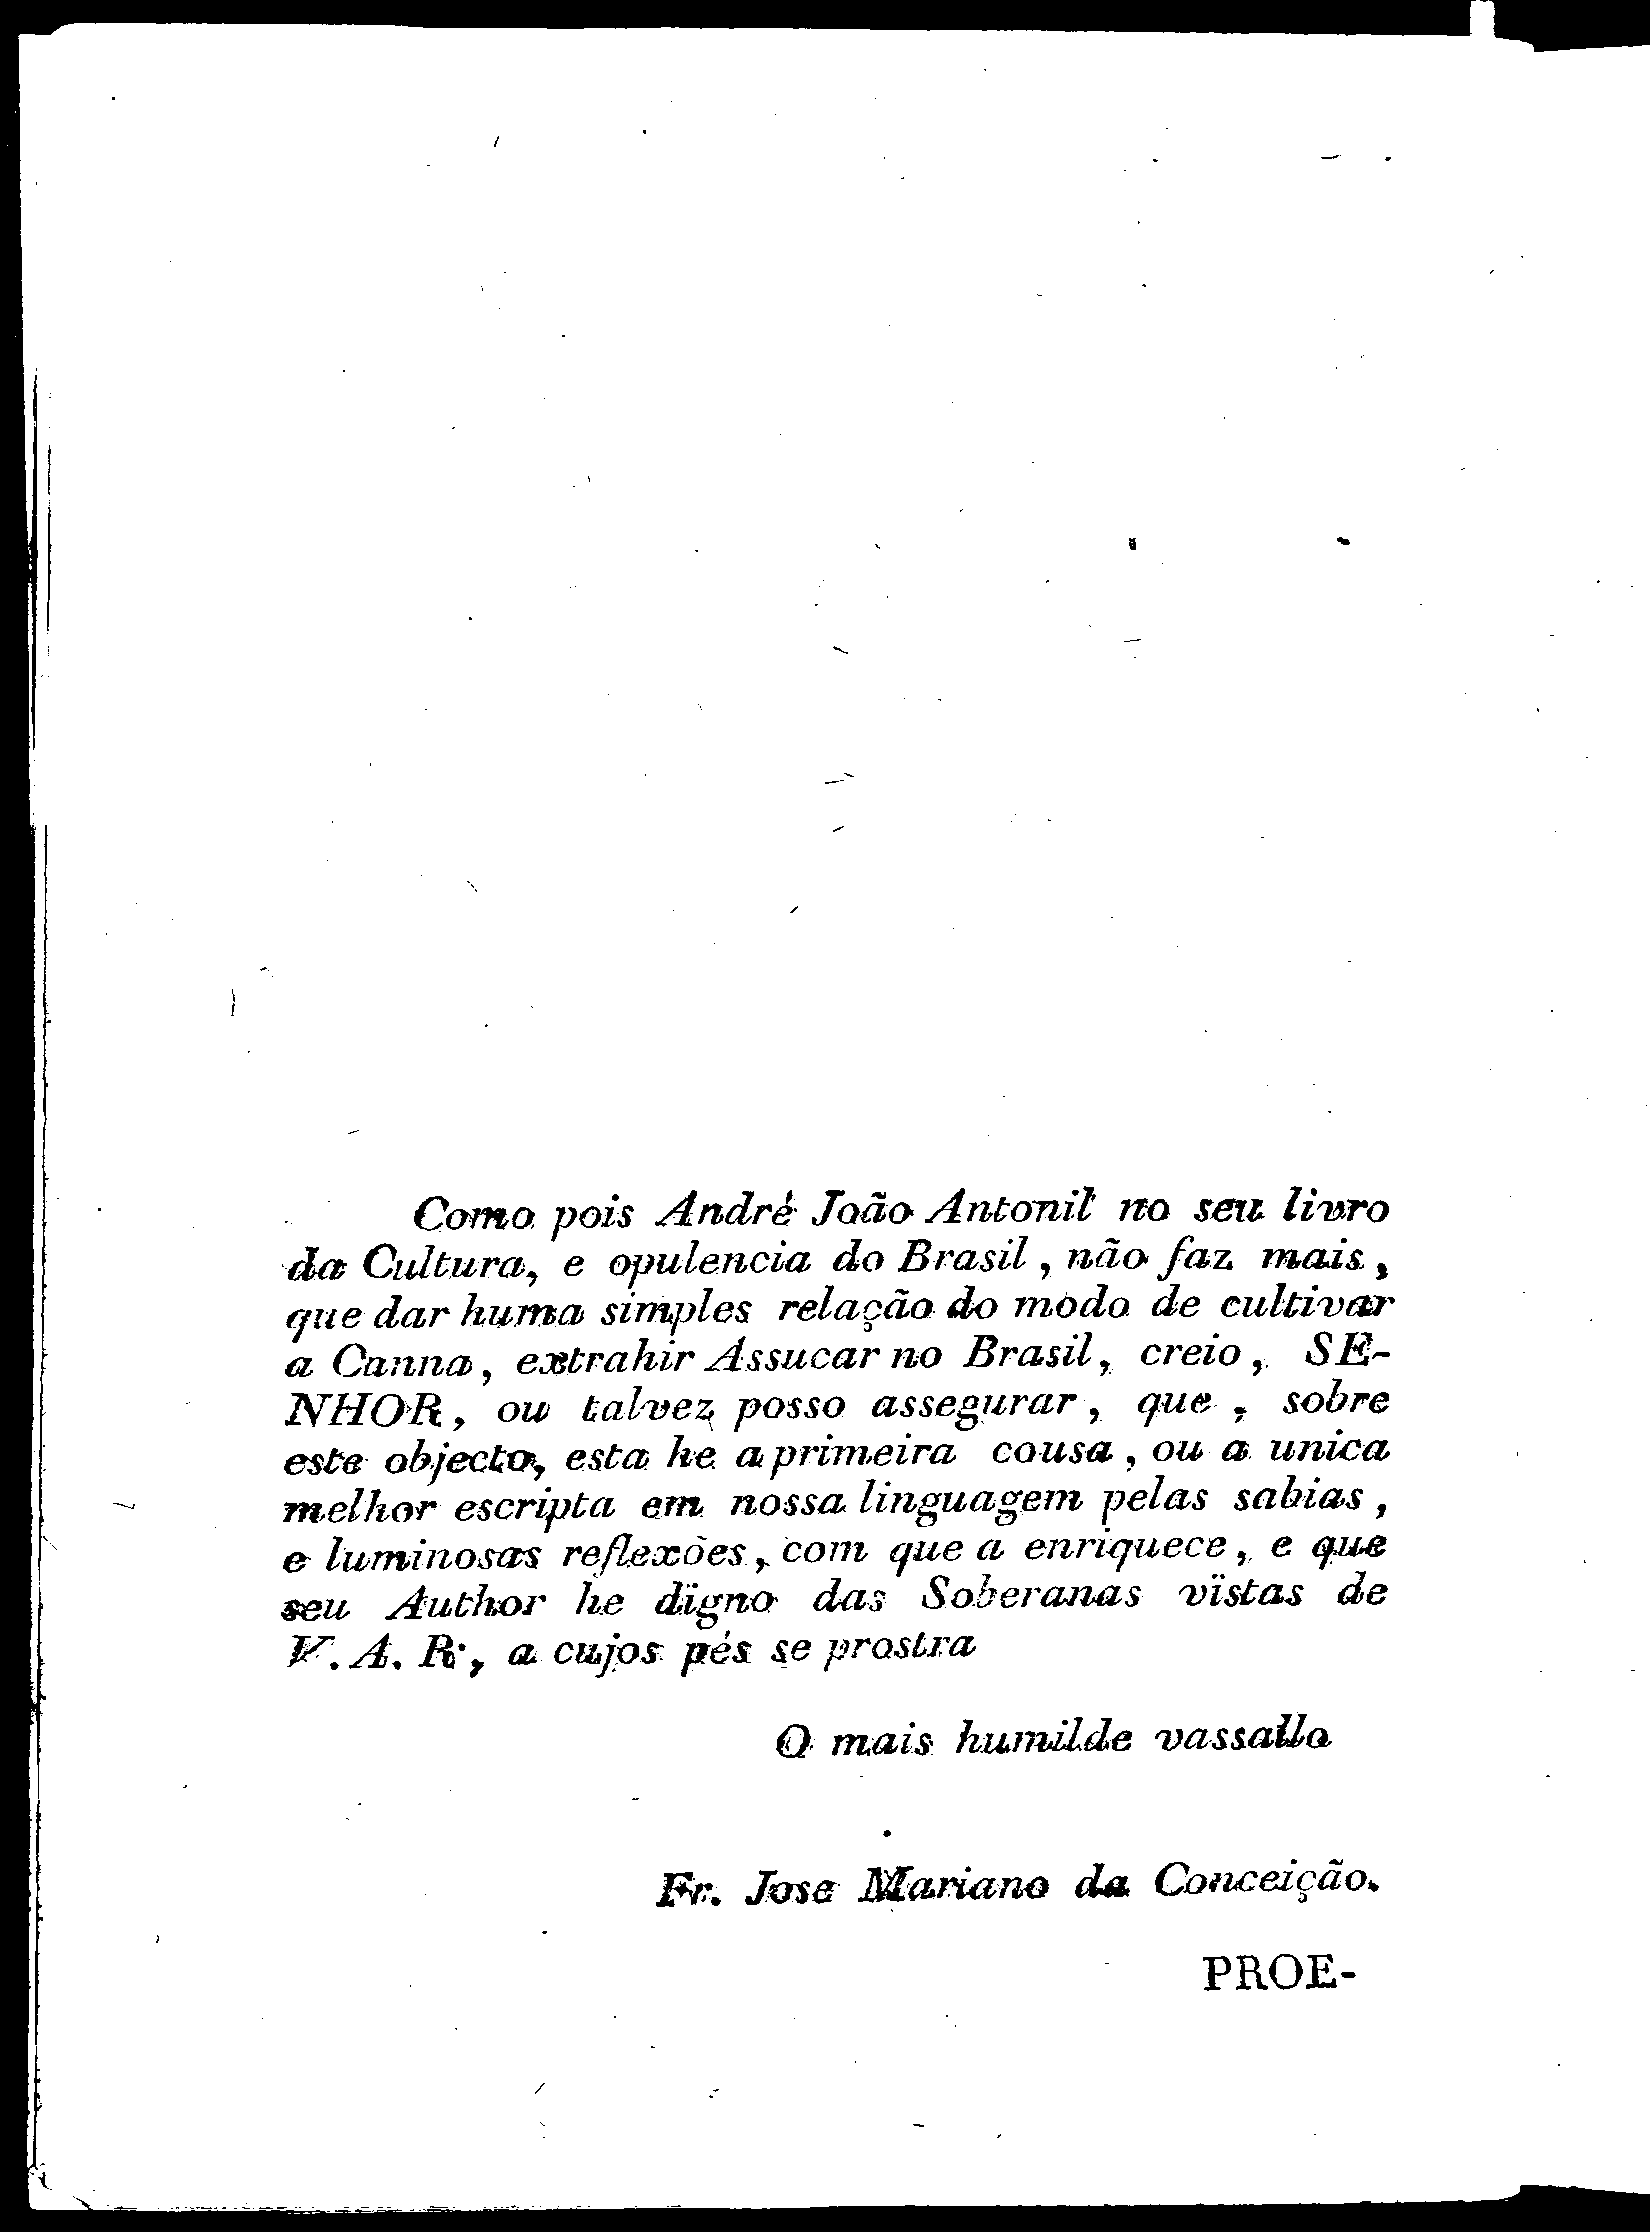 Como pois André João Antonil no seu livro
da Cultura, e opulencia do Brasil, não faz mais,
que dar huma simples relação do modo de cultivar
a Canna, extrahir Assucar no Brasil, creio, SE-
NHOR, ou talvez posso assegurar, que, sobre
este objecto, esta he a primeira cousa, ou a unica
melhor escripta em nossa linguagem pelas sabias,
e luminosas reflexões, com que a enriquece, e que
seu Author he digno das Soberanas vistas de
V. A. R., a cujos pés se prostra
O mais humilde vassallo
Fr. Jose Mariano da Conceição.
PROE-